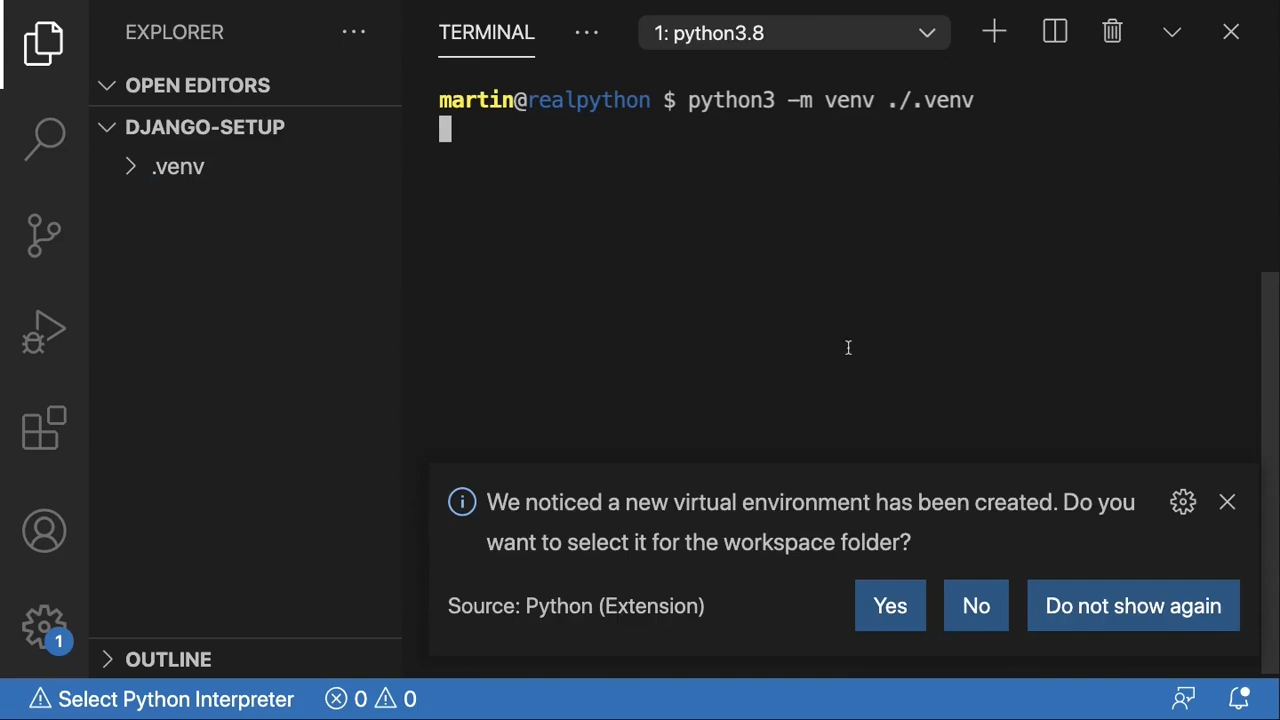 EXPLORER
OPEN EDITORS
DJANGO-SETUP
.venv
OUTLINE
TERMINAL
1: python3.8
martin@realpython $ python3 -m venv ./.venv
We noticed a new virtual environment has been created. Do you
want to select it for the workspace folder?
Source: Python (Extension)
Yes
No
Do not show again
1
Select Python Interpreter
0
0